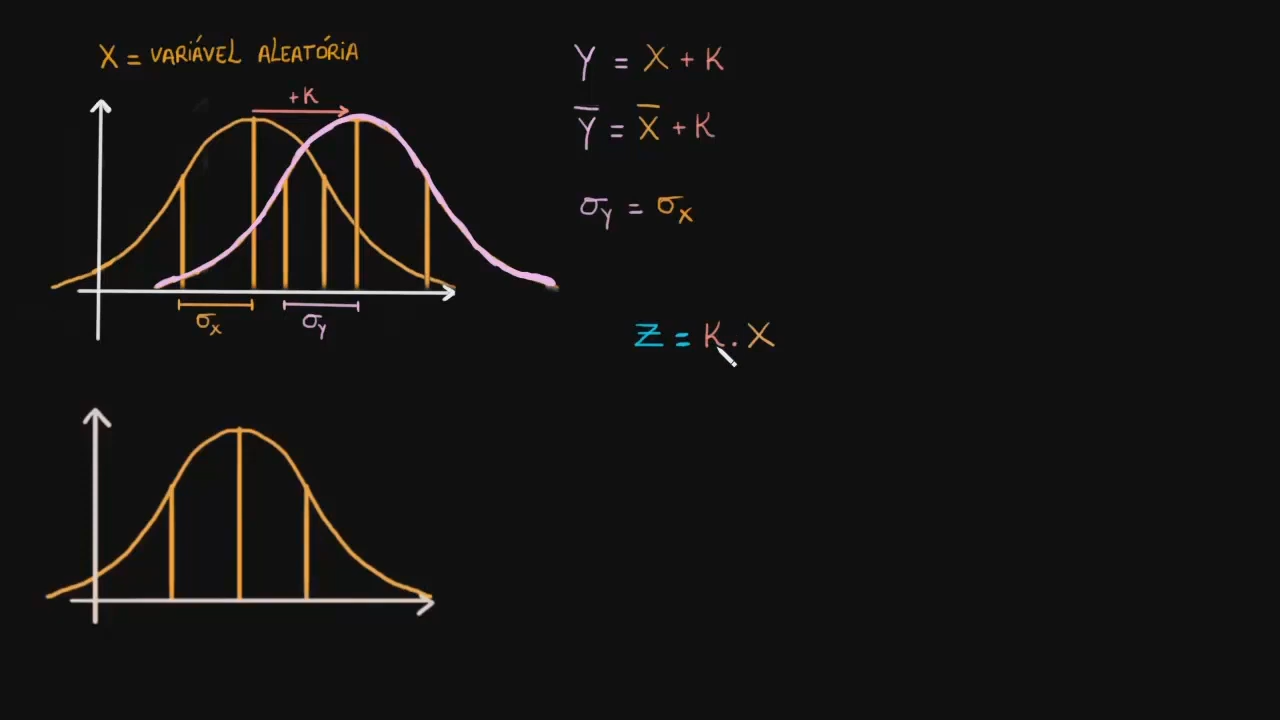 X = VARIÁVEL ALEATÓRIA
+K
σx
σy
Y = X + K
Y̅ = X̅ + K
σY = σX
Z = K . X